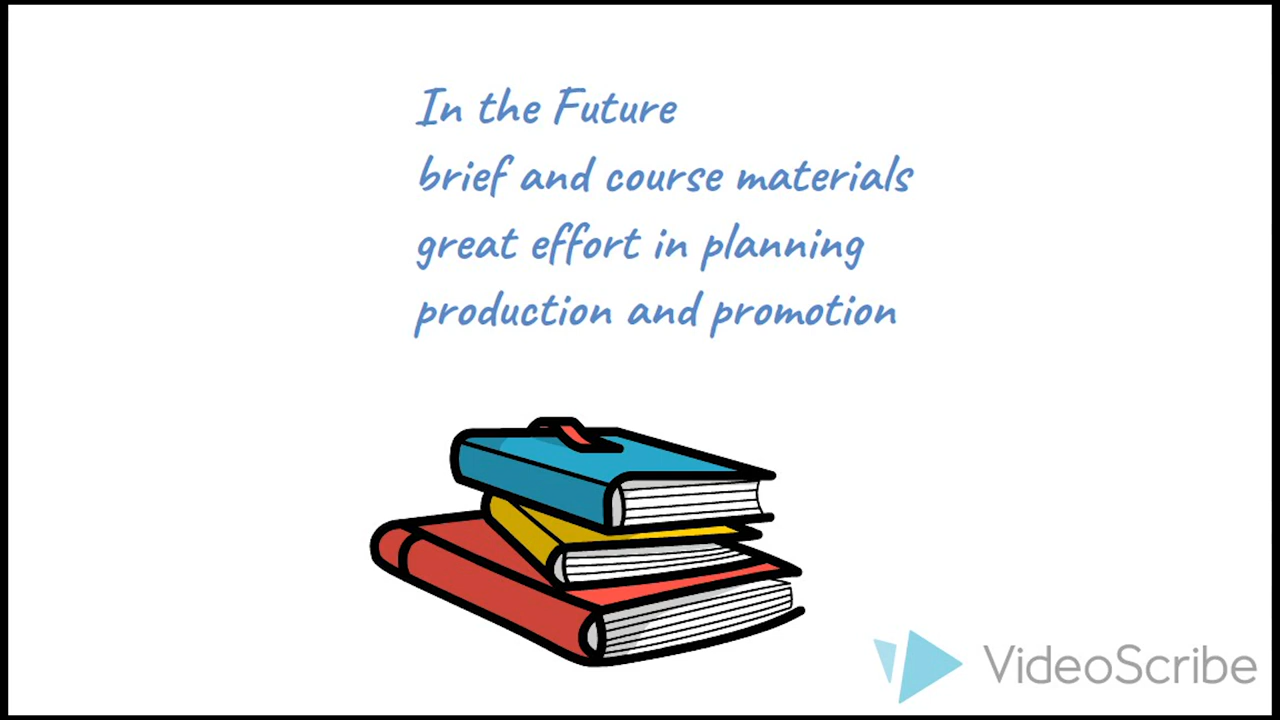 In the Future
brief and course materials
great effort in planning
production and promotion
VideoScribe